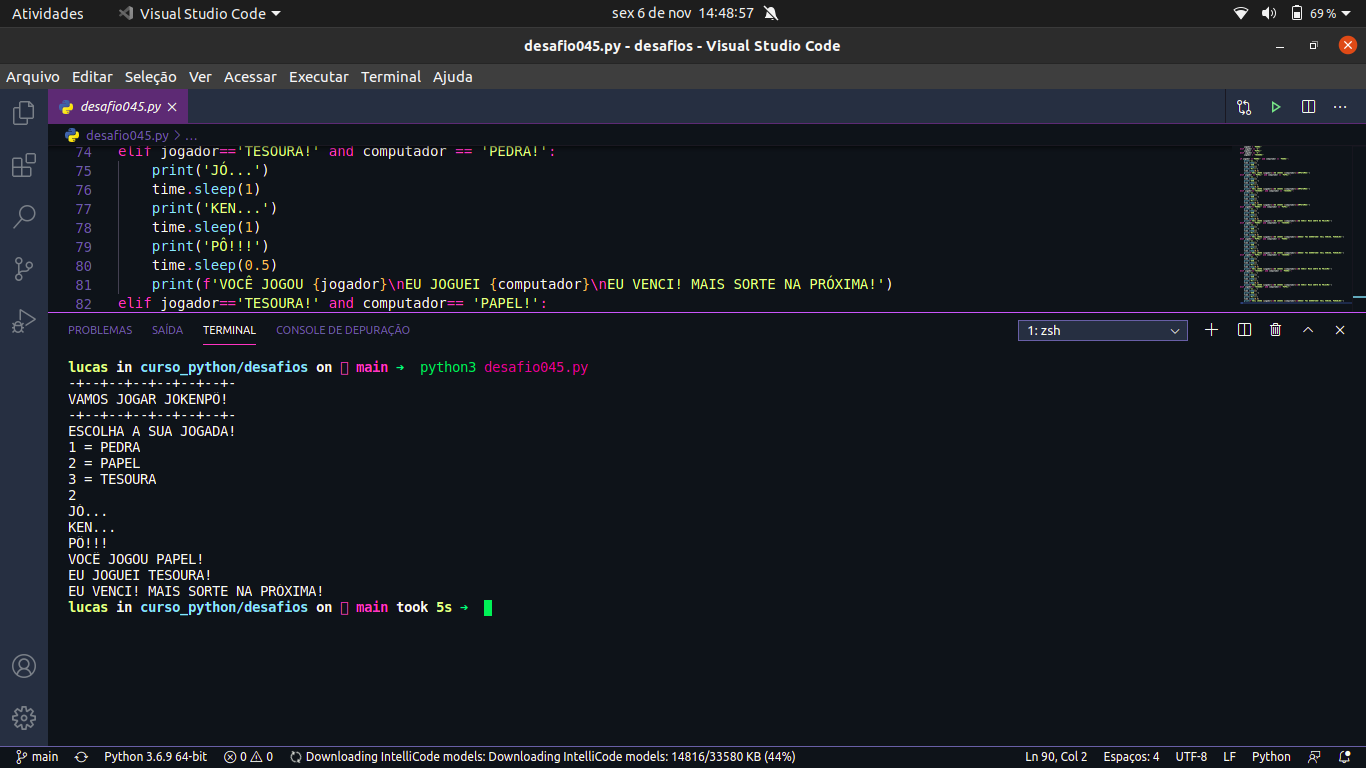 Atividades
Visual Studio Code
sex 6 de nov 14:48:57
69 %
desafio045.py - desafios - Visual Studio Code
Arquivo Editar Seleção Ver Acessar Executar Terminal Ajuda
desafio045.py
desafio045.py > ...
74 elif jogador=='TESOURA!' and computador == 'PEDRA!':
75 print('JÓ...')
76 time.sleep(1)
77 print('KEN...')
78 time.sleep(1)
79 print('PÔ!!!')
80 time.sleep(0.5)
81 print(f'VOCÊ JOGOU {jogador}\nEU JOGUEI {computador}\nEU VENCI! MAIS SORTE NA PRÓXIMA!')
82 elif jogador=='TESOURA!' and computador== 'PAPEL!':
PROBLEMAS SAÍDA TERMINAL CONSOLE DE DEPURAÇÃO
1: zsh
lucas in curso_python/desafios on main → python3 desafio045.py
-+--+--+--+--+--+--+-
VAMOS JOGAR JOKENPÔ!
-+--+--+--+--+--+--+-
ESCOLHA A SUA JOGADA!
1 = PEDRA
2 = PAPEL
3 = TESOURA
2
JÓ...
KEN...
PÔ!!!
VOCÊ JOGOU PAPEL!
EU JOGUEI TESOURA!
EU VENCI! MAIS SORTE NA PRÓXIMA!
lucas in curso_python/desafios on main took 5s →
main
Python 3.6.9 64-bit
0 0
Downloading IntelliCode models: Downloading IntelliCode models: 14816/33580 KB (44%)
Ln 90, Col 2
Espaços: 4
UTF-8
LF
Python